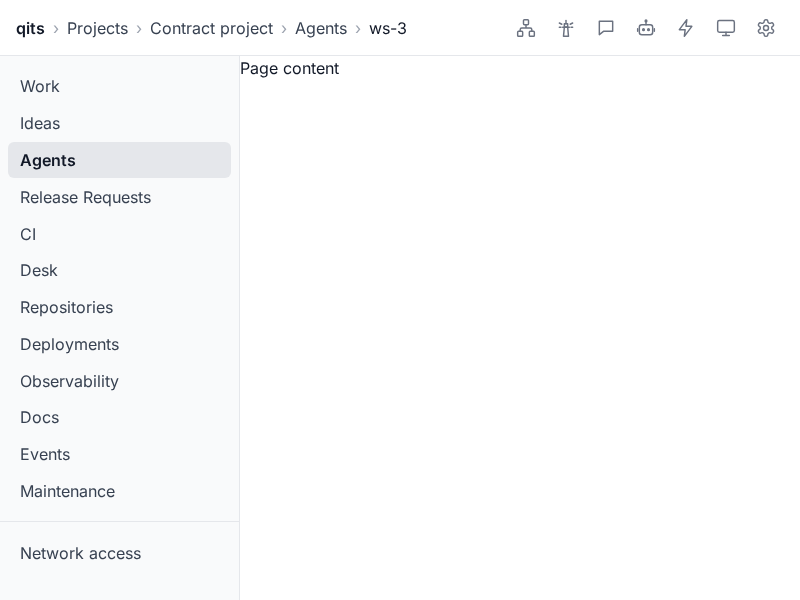 qits › Projects › Contract project › Agents › ws-3
Work
Ideas
Agents
Release Requests
CI
Desk
Repositories
Deployments
Observability
Docs
Events
Maintenance
Network access
Page content